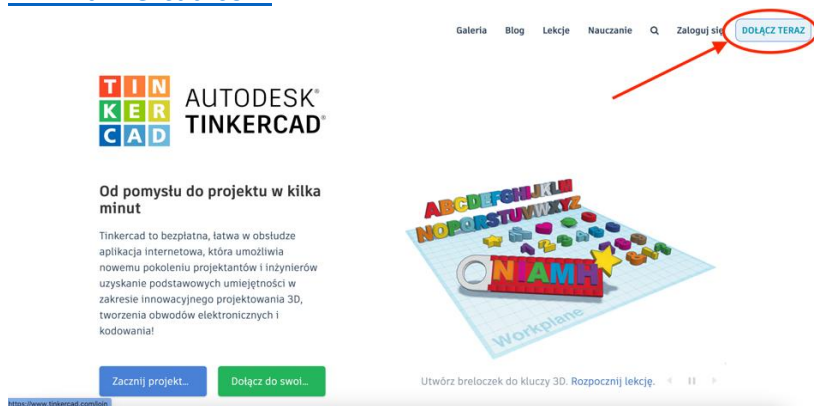 Galeria Blog Lekcje Nauczanie Zaloguj się DOŁĄCZ TERAZ
TIN
KER
CAD
AUTODESK®
TINKERCAD®
Od pomysłu do projektu w kilka
minut
Tinkercad to bezpłatna, łatwa w obsłudze
aplikacja internetowa, która umożliwia
nowemu pokoleniu projektantów i inżynierów
uzyskanie podstawowych umiejętności w
zakresie innowacyjnego projektowania 3D,
tworzenia obwodów elektronicznych i
kodowania!
ABCDEFGHIJKLM
NOPQRSTUVWXYZ
NIAMH
Workplane
Zacznij projekt...
Dołącz do swoi...
Utwórz breloczek do kluczy 3D. Rozpocznij lekcję.
https://www.tinkercad.com/join